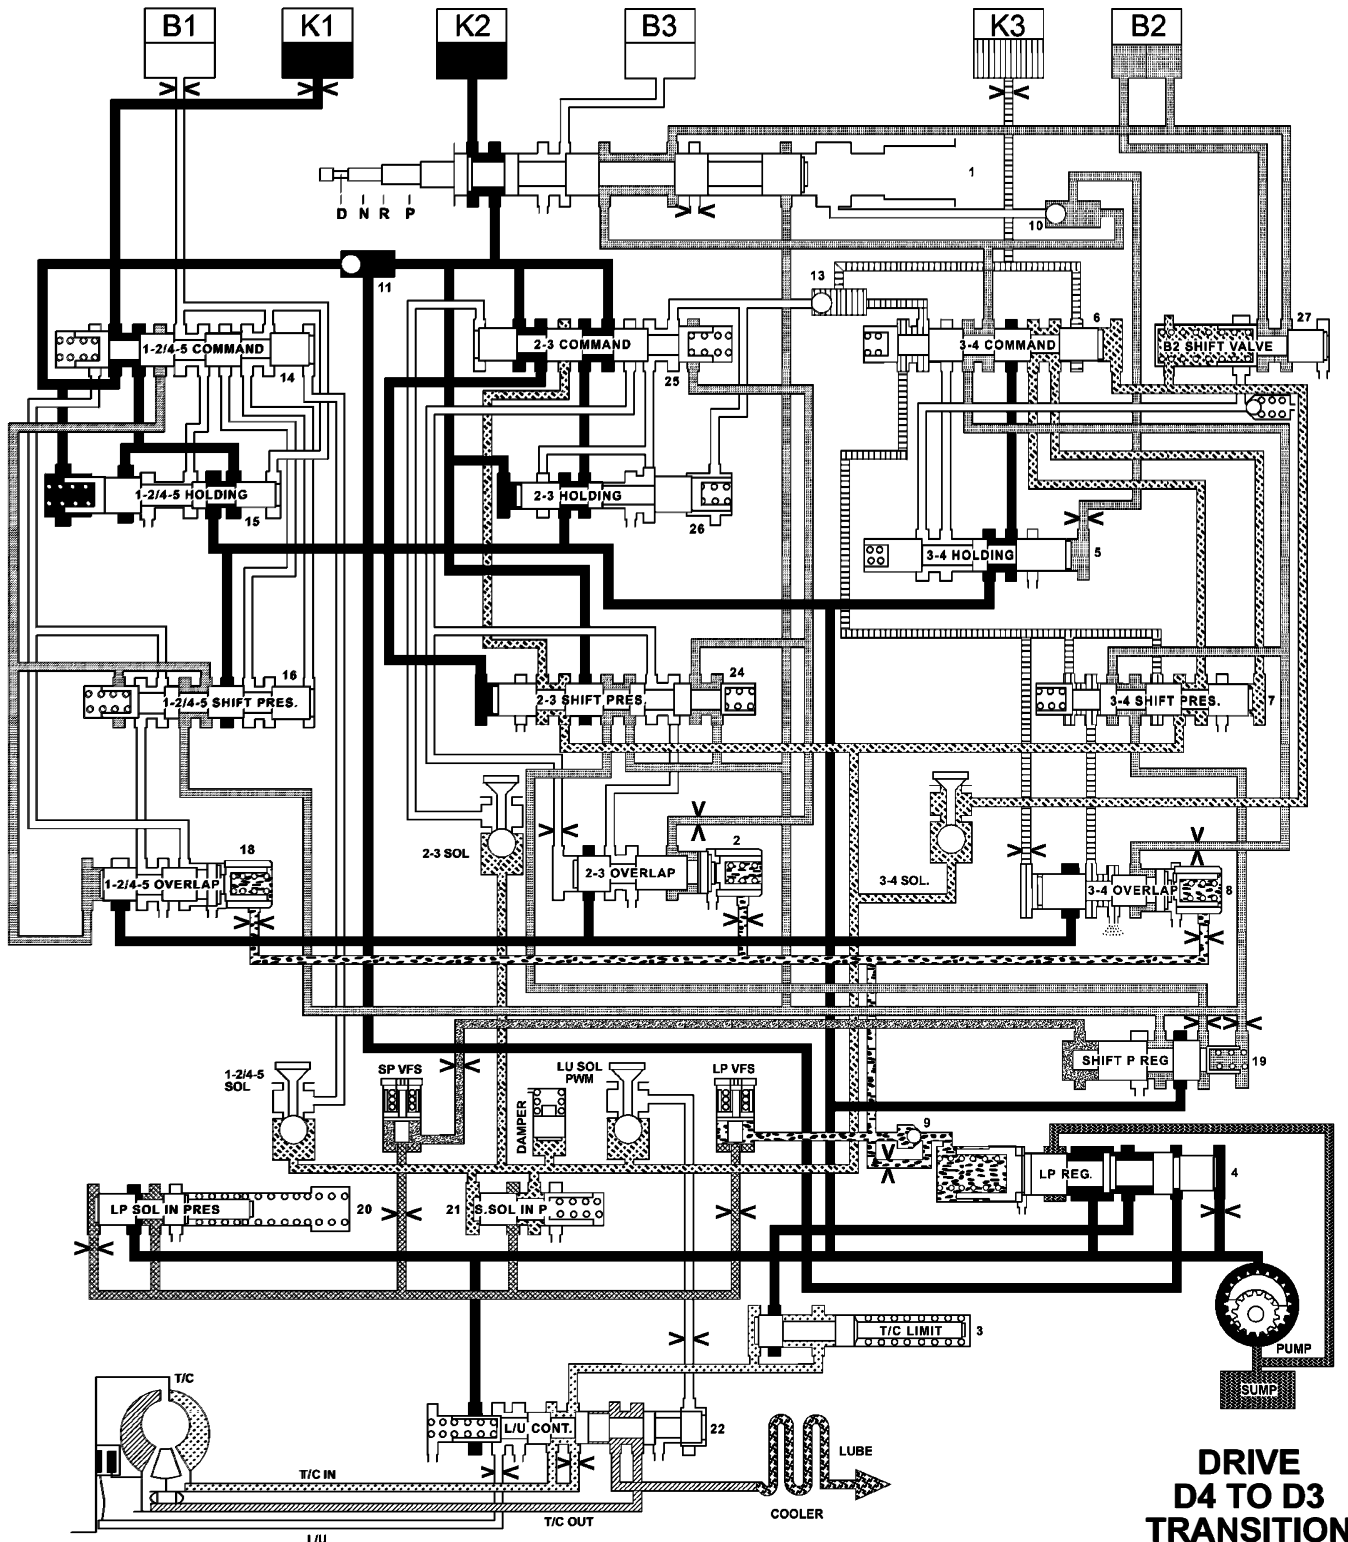 B1
K1
K2
B3
K3
B2
1
D N R P
10
11
13
6
27
1-2/4-5 COMMAND
14
2-3 COMMAND
25
3-4 COMMAND
B2 SHIFT VALVE
1-2/4-5 HOLDING
15
2-3 HOLDING
26
3-4 HOLDING
5
16
1-2/4-5 SHIFT PRES.
24
2-3 SHIFT PRES.
3-4 SHIFT PRES.
7
2-3 SOL
18
1-2/4-5 OVERLAP
2
2-3 OVERLAP
3-4 SOL.
3-4 OVERLAP
8
SHIFT P REG
19
1-2/4-5
SOL
SP VFS
DAMPER
LU SOL
PWM
LP VFS
9
LP REG.
4
LP SOL IN PRES
20
21
S.SOL IN P
T/C LIMIT
3
PUMP
SUMP
T/C
L/U CONT.
22
T/C IN
T/C OUT
L/U
COOLER
LUBE
DRIVE
D4 TO D3
TRANSITION